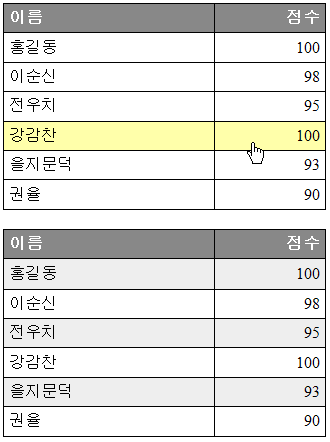 이름 점수
홍길동 100
이순신 98
전우치 95
강감찬 100
을지문덕 93
권율 90
이름 점수
홍길동 100
이순신 98
전우치 95
강감찬 100
을지문덕 93
권율 90